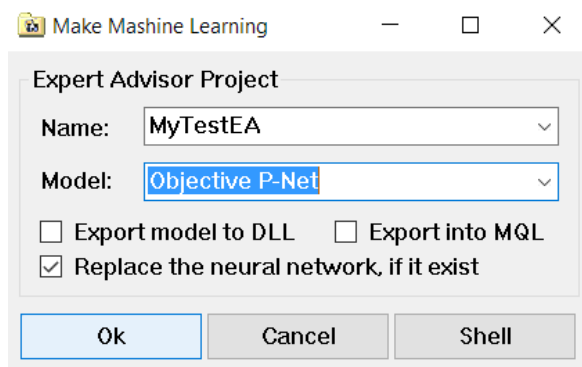 Make Mashine Learning
Expert Advisor Project
Name: MyTestEA
Model: Objective P-Net
Export model to DLL Export into MQL
Replace the neural network, if it exist
Ok Cancel Shell